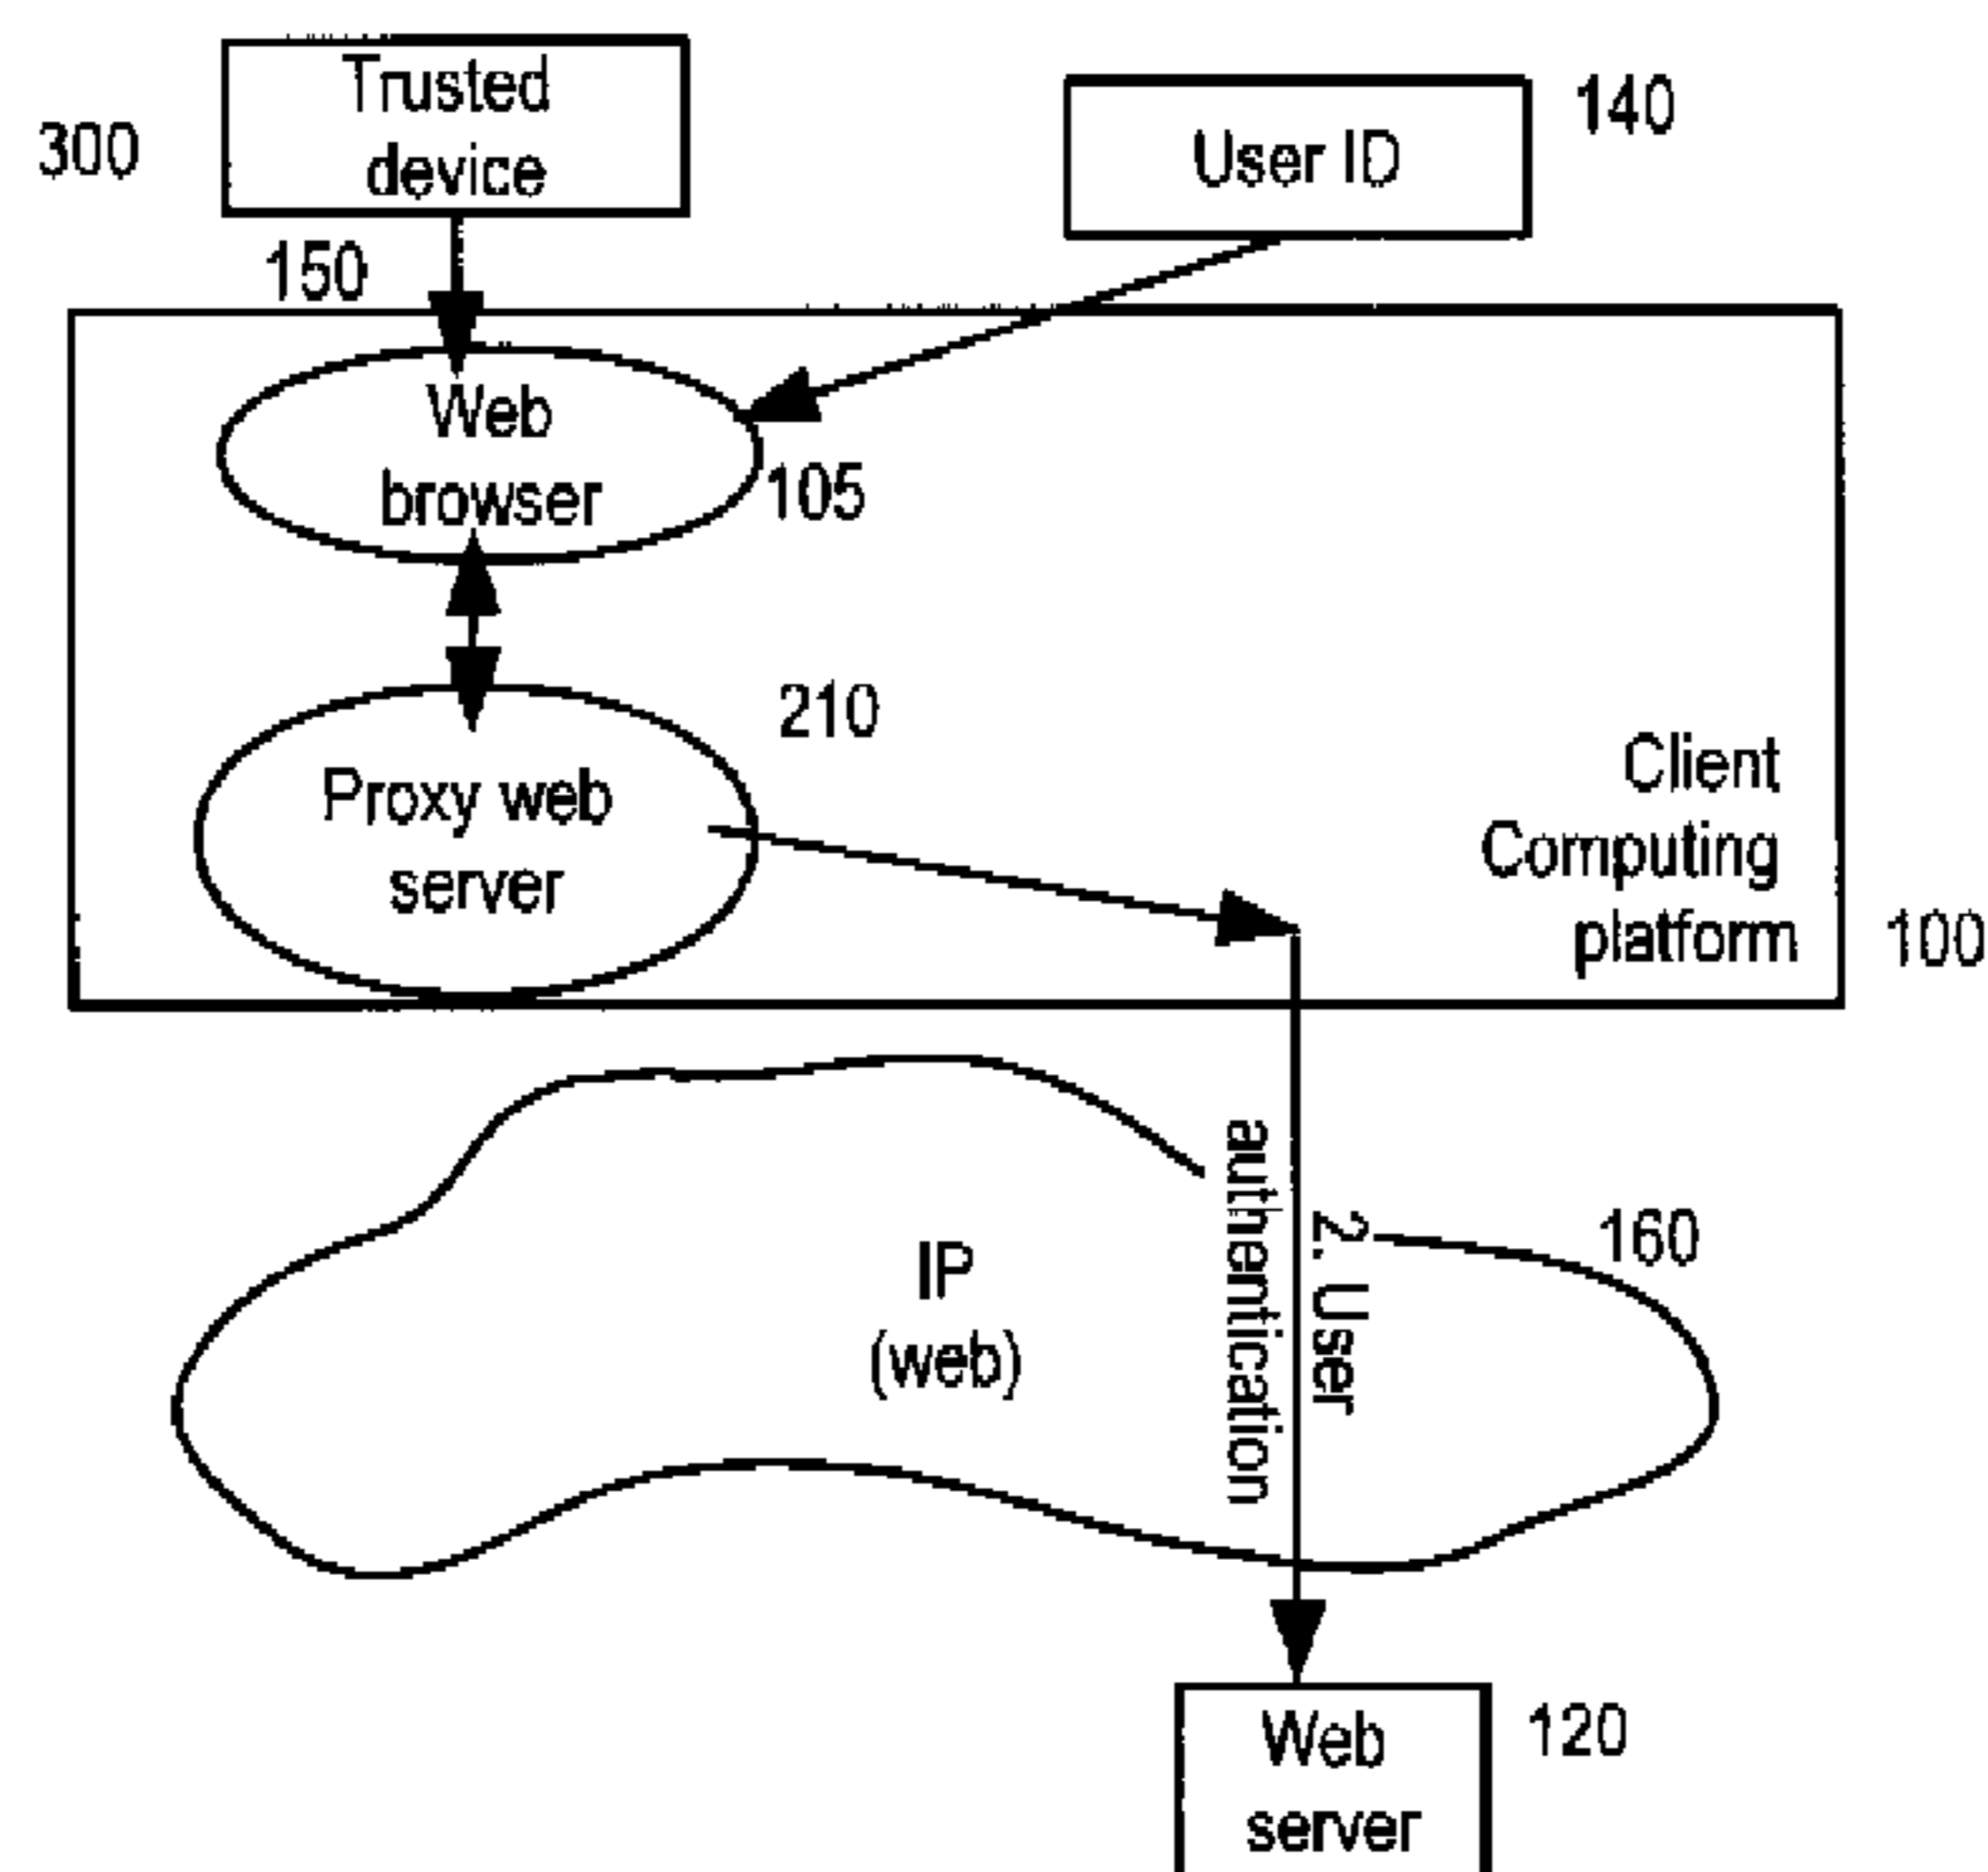 Trusted
device
300
User ID
140
150
Web
browser
105
210
Proxy web
server
Client
Computing
platform
100
2. User
authentication
160
IP
(web)
Web
server
120